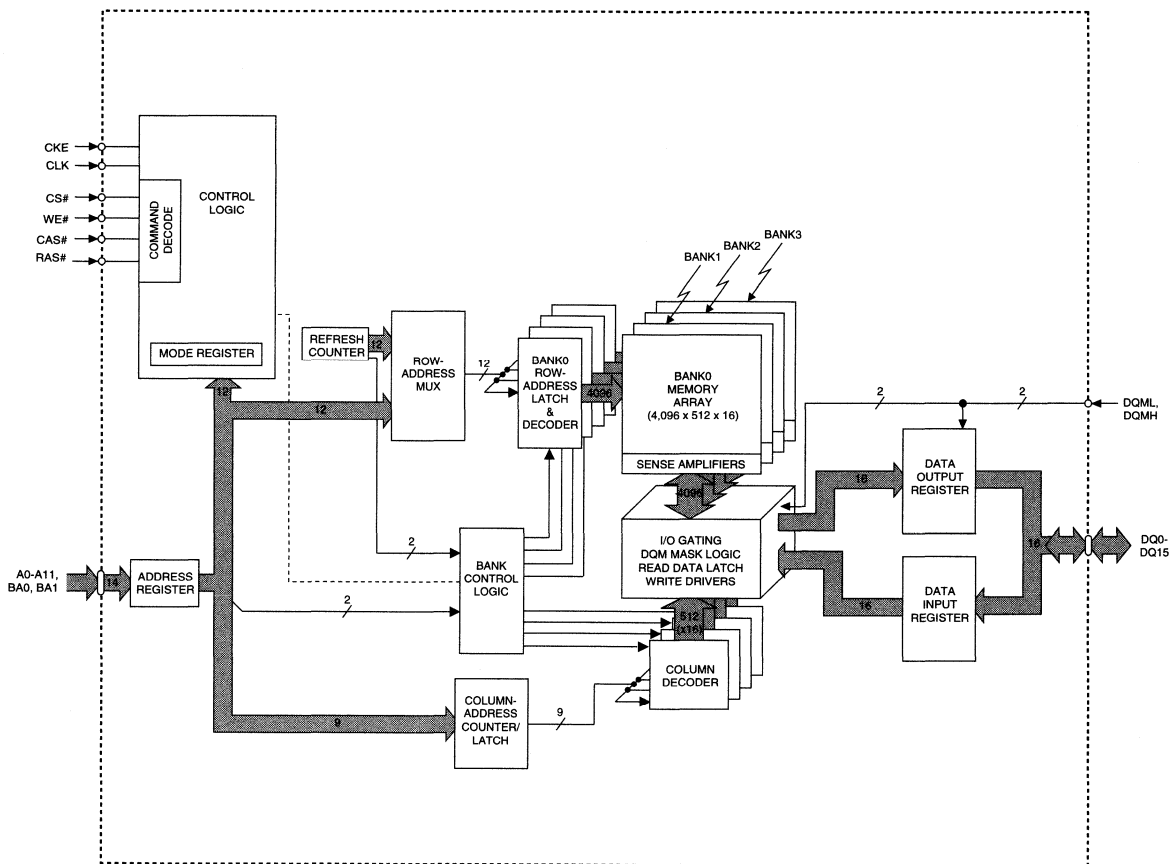 CKE
CLK
CS#
WE#
CAS#
RAS#
COMMAND
DECODE
CONTROL
LOGIC
MODE REGISTER
12
REFRESH
COUNTER
12
12
ROW-
ADDRESS
MUX
12
BANK0
ROW-
ADDRESS
LATCH
&
DECODER
4096
BANK1
BANK2
BANK3
BANK0
MEMORY
ARRAY
(4,096 x 512 x 16)
SENSE AMPLIFIERS
4096
I/O GATING
DQM MASK LOGIC
READ DATA LATCH
WRITE DRIVERS
512
(x16)
COLUMN
DECODER
2
2
DQML,
DQMH
16
DATA
OUTPUT
REGISTER
16
DQ0-
DQ15
16
DATA
INPUT
REGISTER
A0-A11,
BA0, BA1
14
ADDRESS
REGISTER
2
2
BANK
CONTROL
LOGIC
9
COLUMN-
ADDRESS
COUNTER/
LATCH
9